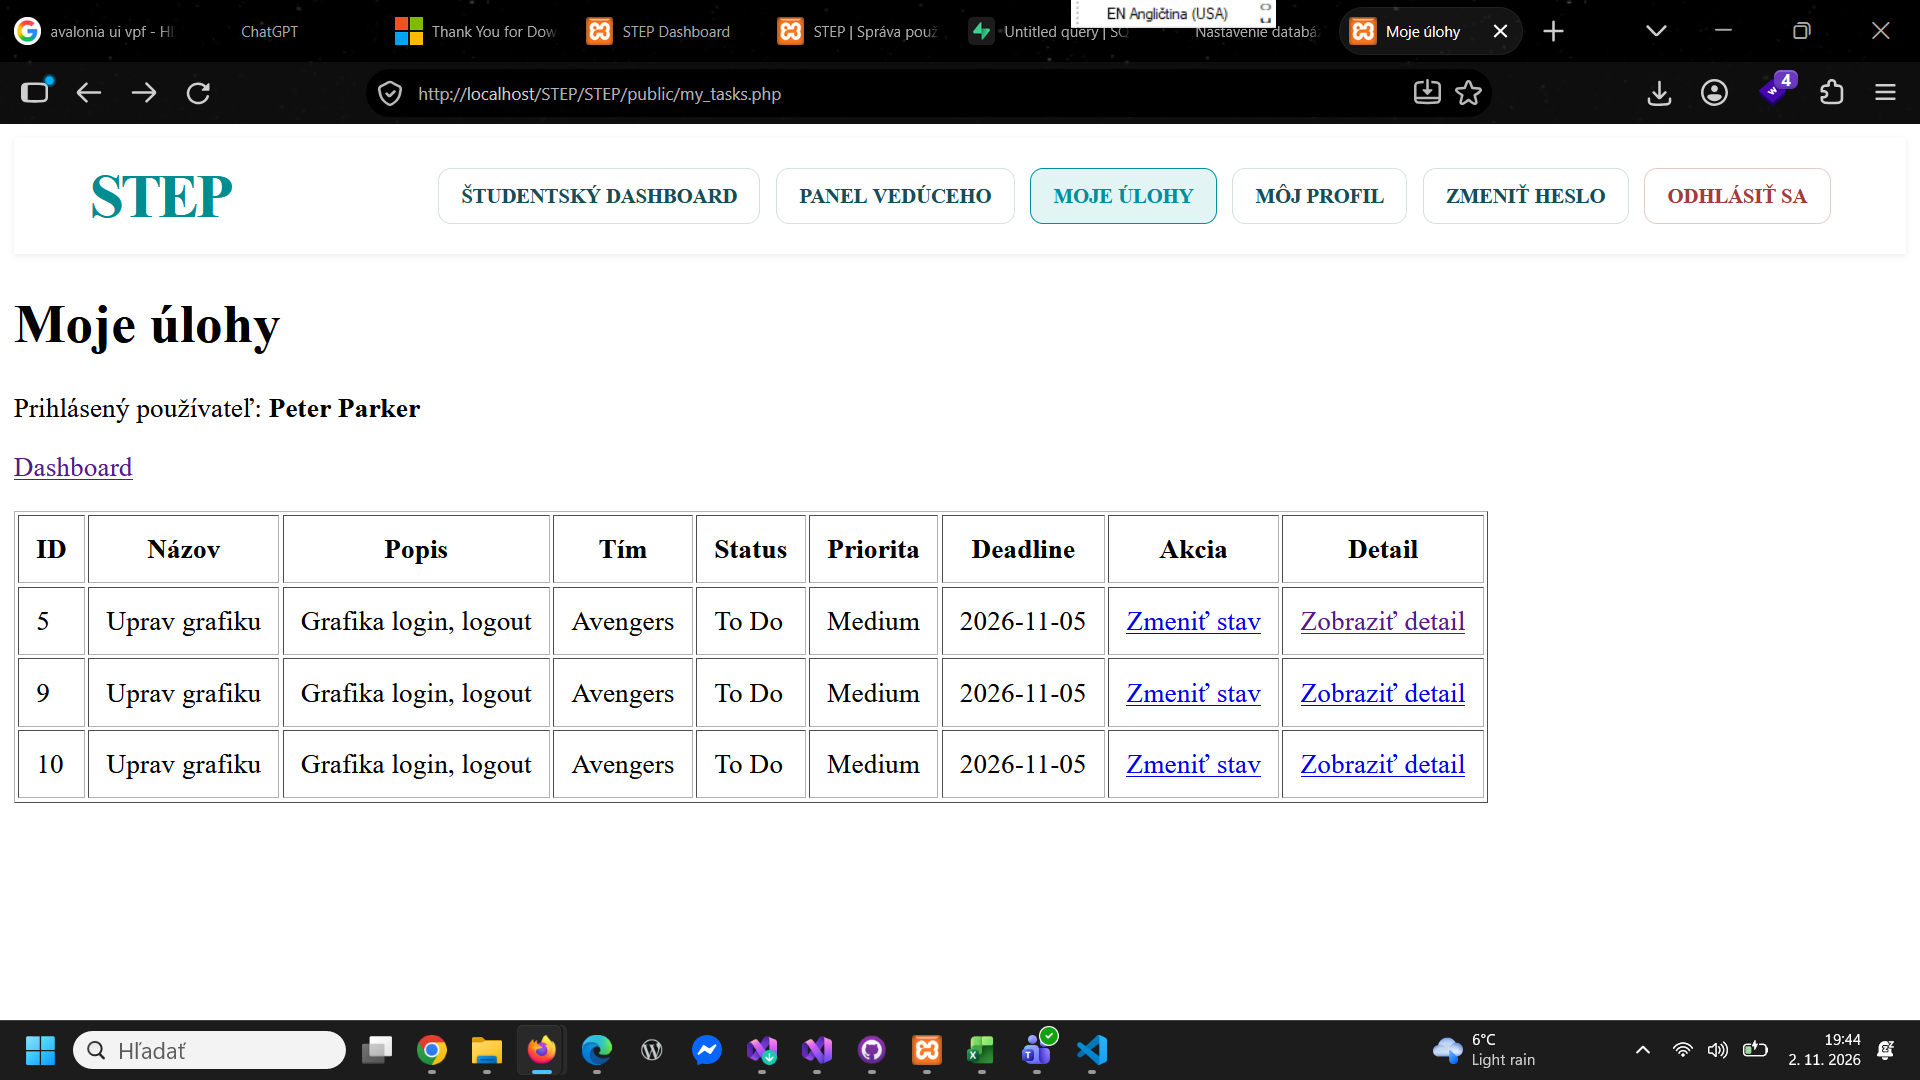 avalonia ui vpf - Hľ
ChatGPT
Thank You for Dow
STEP Dashboard
STEP | Správa použ
Untitled query | SQ
Nastavenie databáz
Moje úlohy
EN Angličtina (USA)
http://localhost/STEP/STEP/public/my_tasks.php
4
STEP
ŠTUDENTSKÝ DASHBOARD
PANEL VEDÚCEHO
MOJE ÚLOHY
MÔJ PROFIL
ZMENIŤ HESLO
ODHLÁSIŤ SA
Moje úlohy
Prihlásený používateľ: Peter Parker
Dashboard
ID Názov Popis Tím Status Priorita Deadline Akcia Detail
5 Uprav grafiku Grafika login, logout Avengers To Do Medium 2026-11-05 Zmeniť stav Zobraziť detail
9 Uprav grafiku Grafika login, logout Avengers To Do Medium 2026-11-05 Zmeniť stav Zobraziť detail
10 Uprav grafiku Grafika login, logout Avengers To Do Medium 2026-11-05 Zmeniť stav Zobraziť detail
Hľadať
6°C
Light rain
19:44
2. 11. 2026